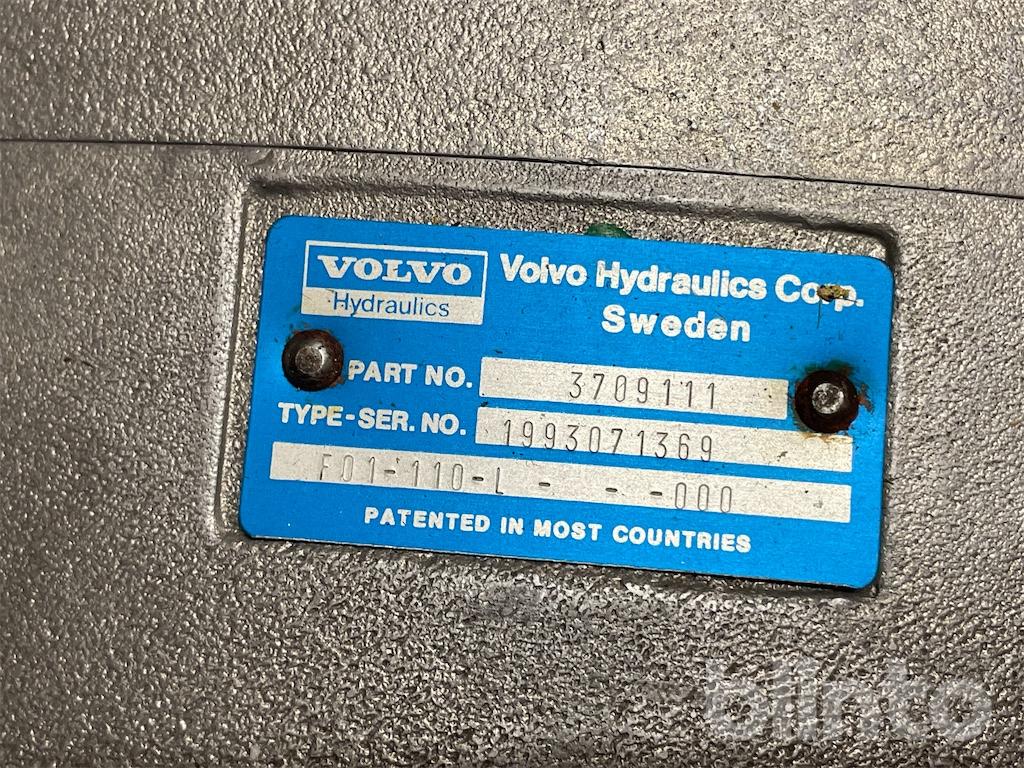 VOLVO
Hydraulics
Volvo Hydraulics Corp.
Sweden
PART NO. 3709111
TYPE-SER. NO. 1993071369
F01-110-L - - -000
PATENTED IN MOST COUNTRIES
blinto